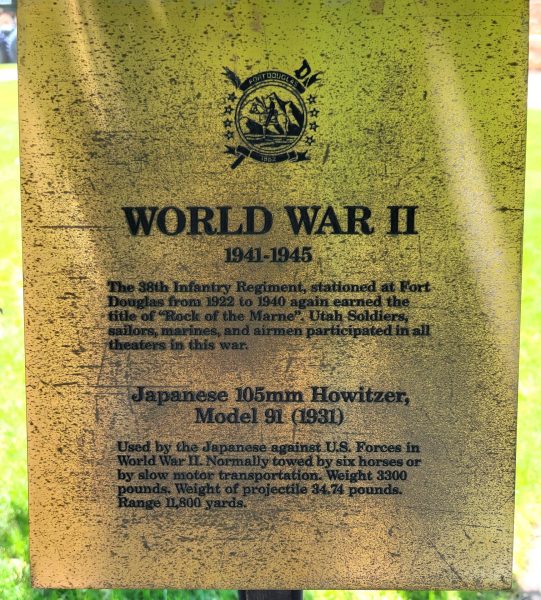 FORT DOUGLAS
1862
WORLD WAR II
1941-1945
The 38th Infantry Regiment, stationed at Fort
Douglas from 1922 to 1940 again earned the
title of "Rock of the Marne". Utah Soldiers,
sailors, marines, and airmen participated in all
theaters in this war.
Japanese 105mm Howitzer,
Model 91 (1931)
Used by the Japanese against U.S. Forces in
World War II. Normally towed by six horses or
by slow motor transportation. Weight 3300
pounds. Weight of projectile 34.74 pounds.
Range 11,800 yards.